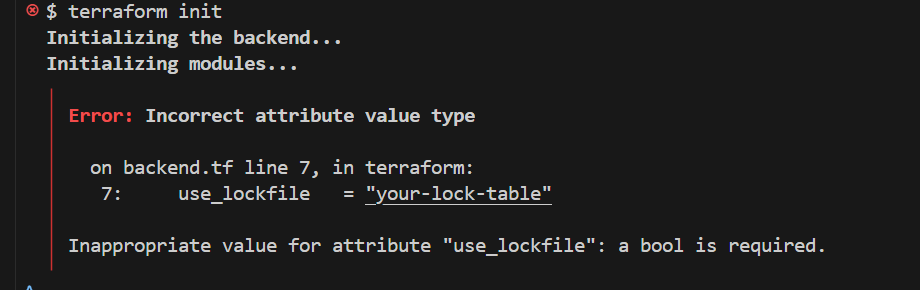 $ terraform init
Initializing the backend...
Initializing modules...
Error: Incorrect attribute value type
on backend.tf line 7, in terraform:
7:     use_lockfile   = "your-lock-table"
Inappropriate value for attribute "use_lockfile": a bool is required.